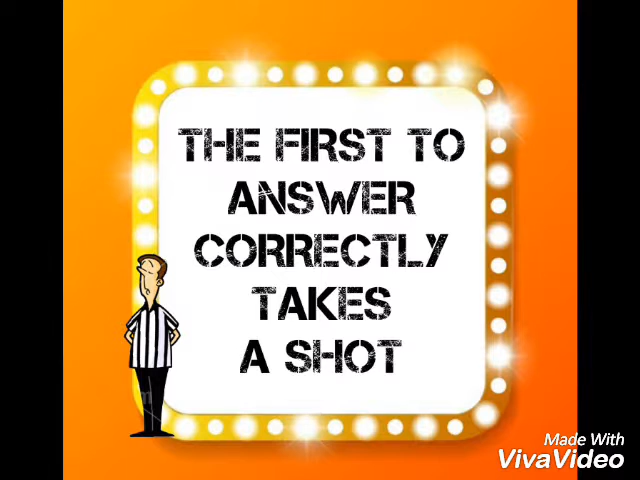 THE FIRST TO
ANSWER
CORRECTLY
TAKES
A SHOT
Made With
VivaVideo